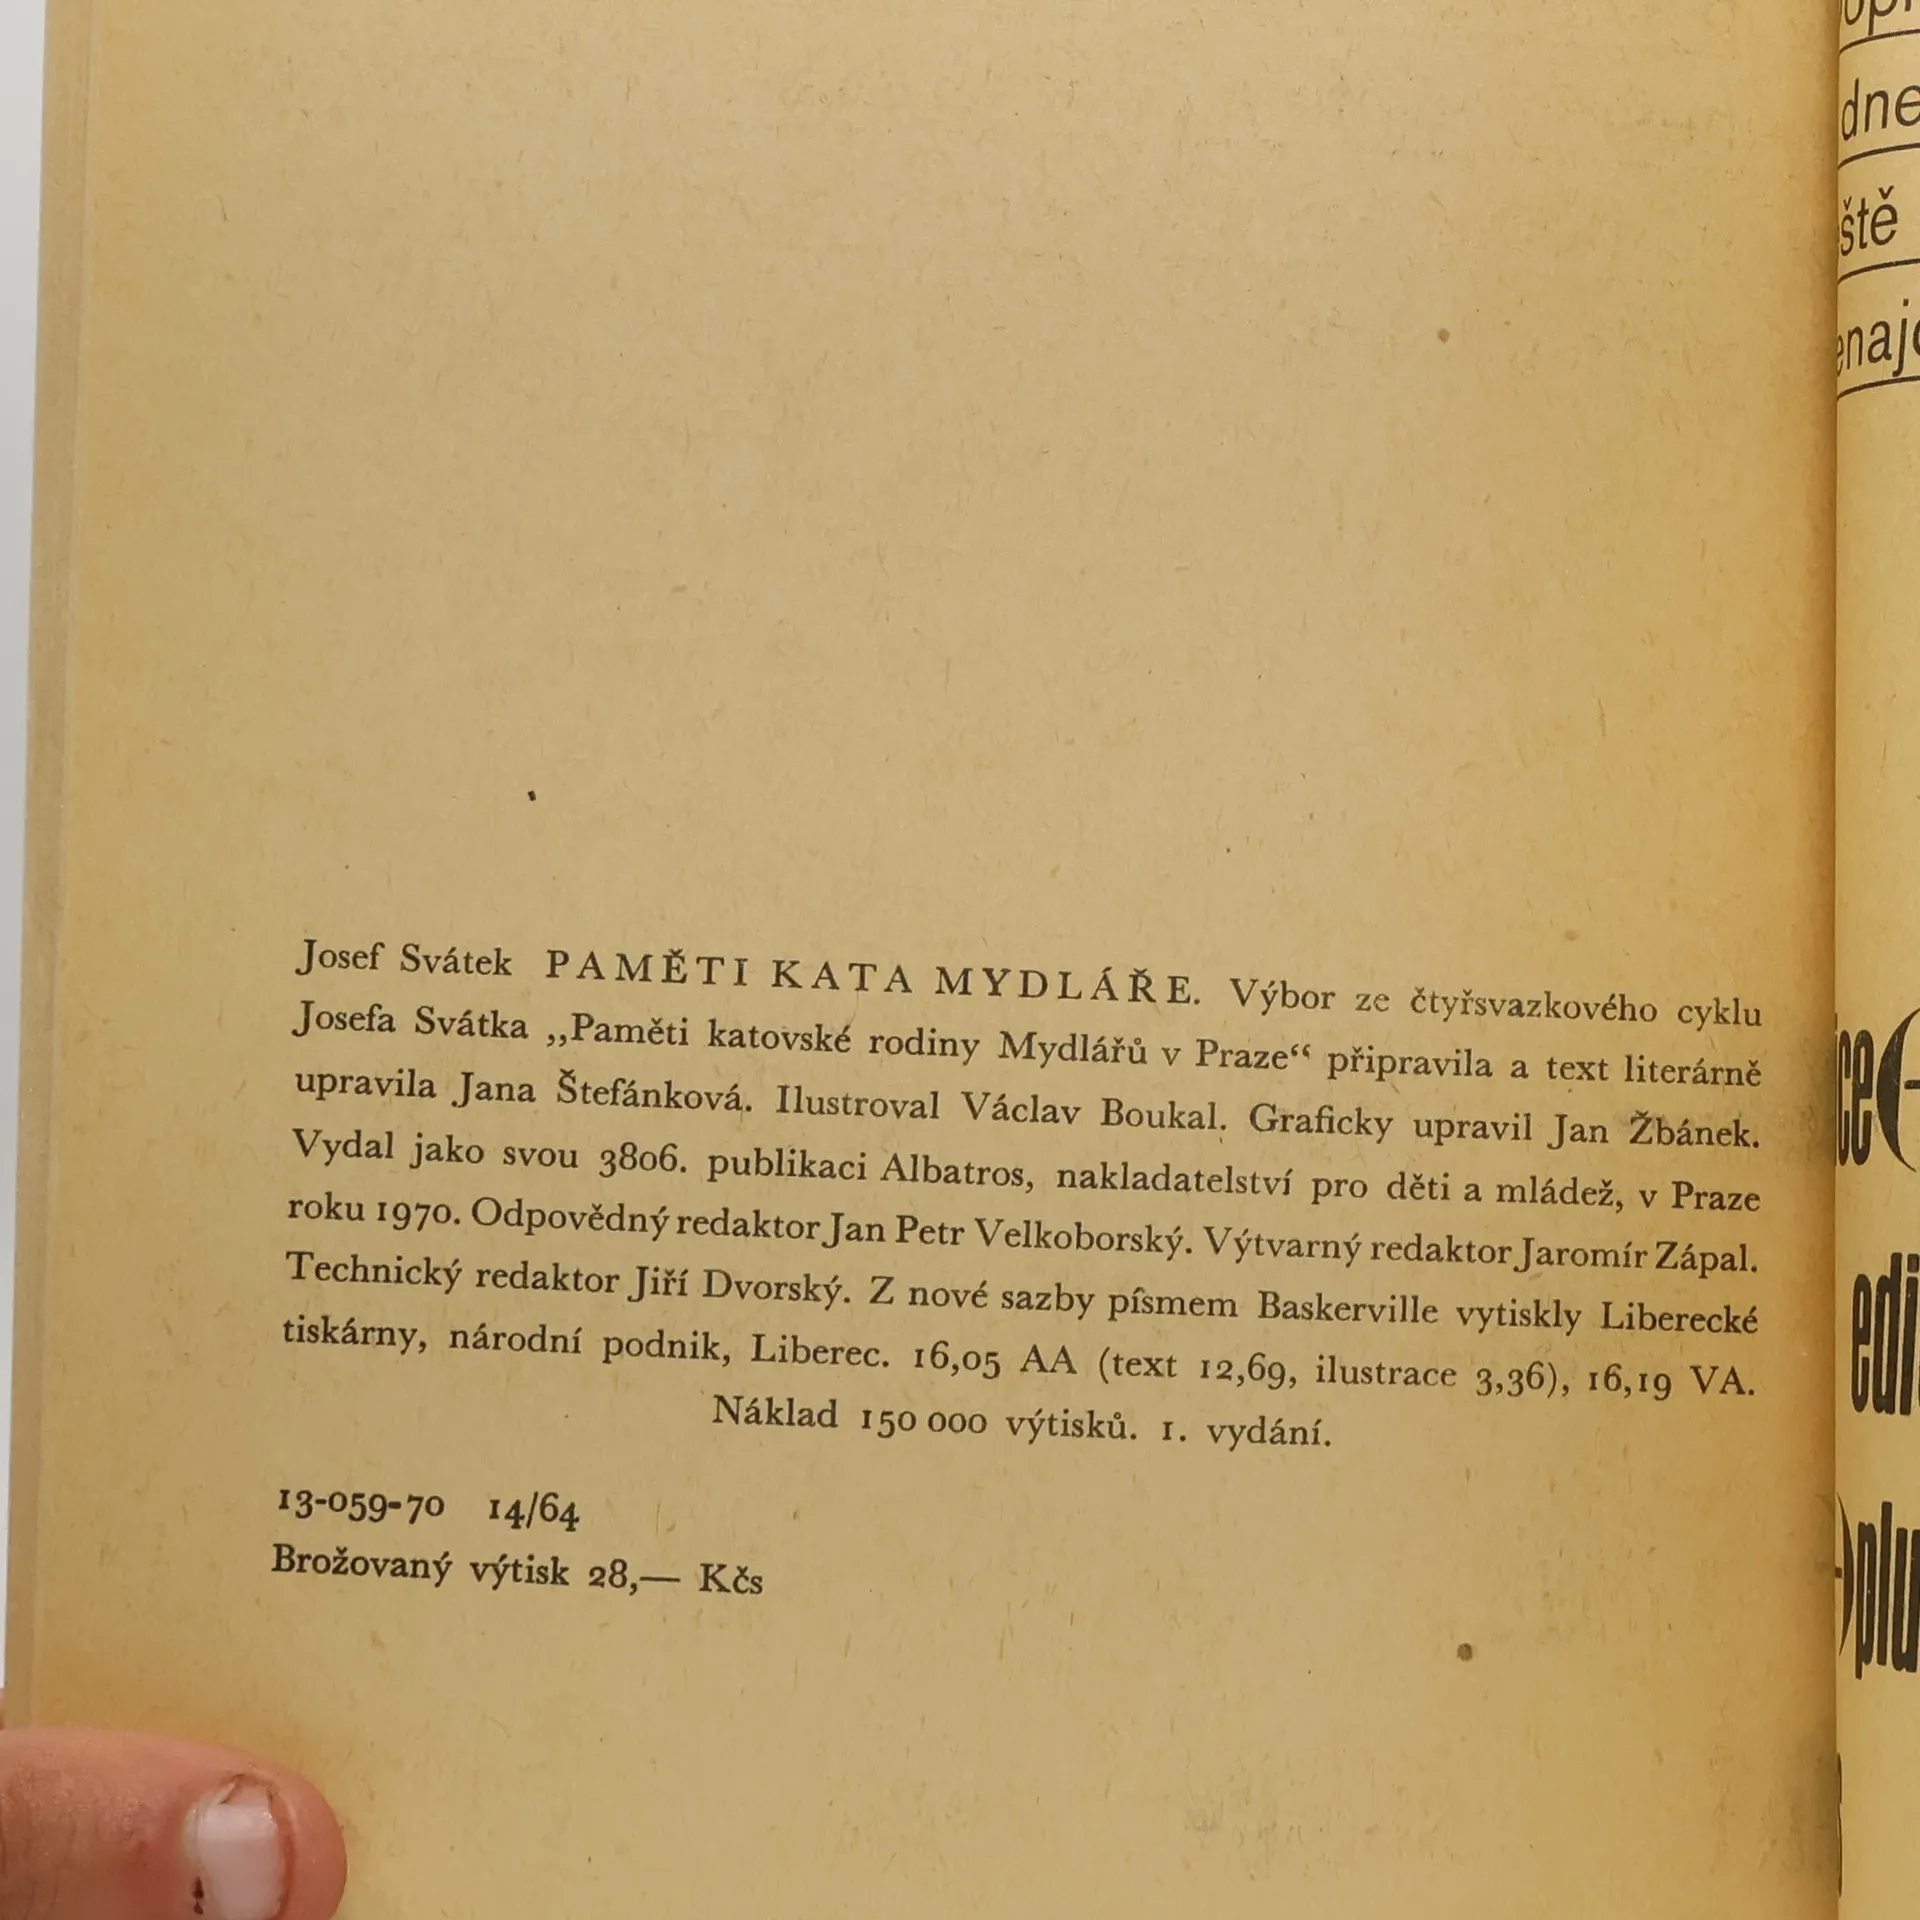 Josef Svátek PAMĚTI KATA MYDLÁŘE. Výbor ze čtyřsvazkového cyklu
Josefa Svátka „Paměti katovské rodiny Mydlářů v Praze“ připravila a text literárně
upravila Jana Štefánková. Ilustroval Václav Boukal. Graficky upravil Jan Žbánek.
Vydal jako svou 3806. publikaci Albatros, nakladatelství pro děti a mládež, v Praze
roku 1970. Odpovědný redaktor Jan Petr Velkoborský. Výtvarný redaktor Jaromír Zápal.
Technický redaktor Jiří Dvorský. Z nové sazby písmem Baskerville vytiskly Liberecké
tiskárny, národní podnik, Liberec. 16,05 AA (text 12,69, ilustrace 3,36), 16,19 VA.
Náklad 150 000 výtisků. 1. vydání.
13-059-70 14/64
Brožovaný výtisk 28,— Kčs